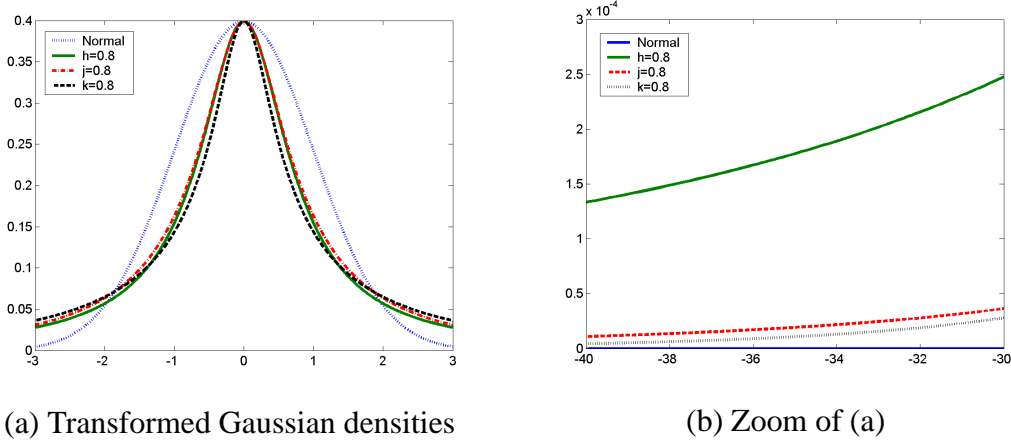 0.4
0.35
0.3
0.25
0.2
0.15
0.1
0.05
0
-3
-2
-1
0
1
2
3
Normal
h=0.8
j=0.8
k=0.8
(a) Transformed Gaussian densities
3
x 10⁻⁴
2.5
2
1.5
1
0.5
0
-40
-38
-36
-34
-32
-30
Normal
h=0.8
j=0.8
k=0.8
(b) Zoom of (a)